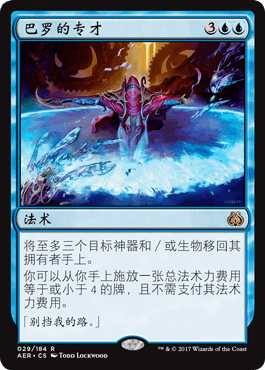 巴罗的专才 3
法术
将至多三个目标神器和/或生物移回其
拥有者手上。
你可以从你手上施放一张总法术力费用
等于或小于4的牌,且不需支付其法术
力费用。
「别挡我的路。」
029/184 R
AER • CS Todd Lockwood
™ & © 2017 Wizards of the Coast